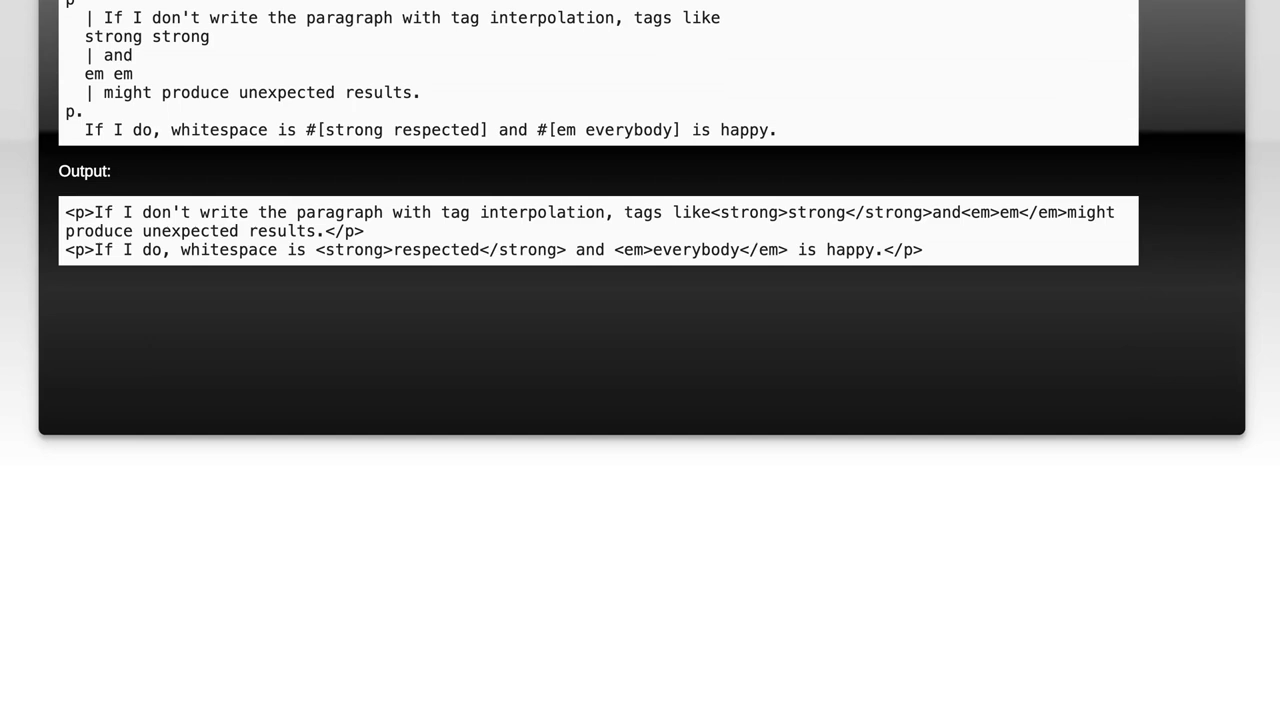 p
  | If I don't write the paragraph with tag interpolation, tags like
  strong strong
  | and
  em em
  | might produce unexpected results.
p.
  If I do, whitespace is #[strong respected] and #[em everybody] is happy.
Output:
<p>If I don't write the paragraph with tag interpolation, tags like<strong>strong</strong>and<em>em</em>might
produce unexpected results.</p>
<p>If I do, whitespace is <strong>respected</strong> and <em>everybody</em> is happy.</p>